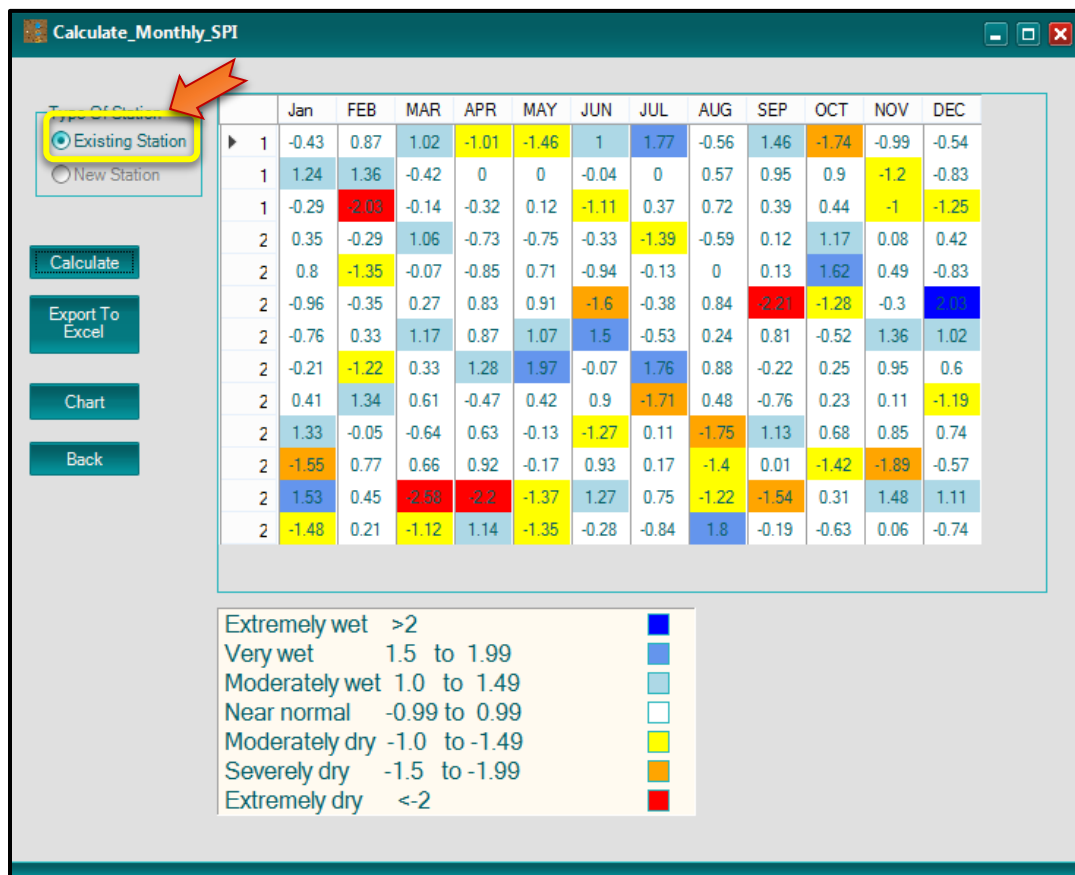 Calculate_Monthly_SPI
Type Of Station
Existing Station
New Station
Calculate
Export To
Excel
Chart
Back
Jan FEB MAR APR MAY JUN JUL AUG SEP OCT NOV DEC
1 -0.43 0.87 1.02 -1.01 -1.46 1 1.77 -0.56 1.46 -1.74 -0.99 -0.54
1 1.24 1.36 -0.42 0 0 -0.04 0 0.57 0.95 0.9 -1.2 -0.83
1 -0.29 -2.03 -0.14 -0.32 0.12 -1.11 0.37 0.72 0.39 0.44 -1 -1.25
2 0.35 -0.29 1.06 -0.73 -0.75 -0.33 -1.39 -0.59 0.12 1.17 0.08 0.42
2 0.8 -1.35 -0.07 -0.85 0.71 -0.94 -0.13 0 0.13 1.62 0.49 -0.83
2 -0.96 -0.35 0.27 0.83 0.91 -1.6 -0.38 0.84 -2.21 -1.28 -0.3 2.03
2 -0.76 0.33 1.17 0.87 1.07 1.5 -0.53 0.24 0.81 -0.52 1.36 1.02
2 -0.21 -1.22 0.33 1.28 1.97 -0.07 1.76 0.88 -0.22 0.25 0.95 0.6
2 0.41 1.34 0.61 -0.47 0.42 0.9 -1.71 0.48 -0.76 0.23 0.11 -1.19
2 1.33 -0.05 -0.64 0.63 -0.13 -1.27 0.11 -1.75 1.13 0.68 0.85 0.74
2 -1.55 0.77 0.66 0.92 -0.17 0.93 0.17 -1.4 0.01 -1.42 -1.89 -0.57
2 1.53 0.45 -2.58 -2.2 -1.37 1.27 0.75 -1.22 -1.54 0.31 1.48 1.11
2 -1.48 0.21 -1.12 1.14 -1.35 -0.28 -0.84 1.8 -0.19 -0.63 0.06 -0.74
Extremely wet >2
Very wet 1.5 to 1.99
Moderately wet 1.0 to 1.49
Near normal -0.99 to 0.99
Moderately dry -1.0 to -1.49
Severely dry -1.5 to -1.99
Extremely dry <-2